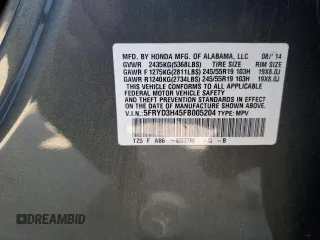 MFD. BY HONDA MFG. OF ALABAMA, LLC 08/14
GVWR 2435KG(5368LBS) TIRE SIZE RIM SIZE
GAWR F 1275KG(2811LBS) 245/55R19 103H 19X8.0J
GAWR R 1240KG(2734LBS) 245/55R19 103H 19X8.0J
THIS VEHICLE CONFORMS TO ALL APPLICABLE
FEDERAL MOTOR VEHICLE SAFETY AND
THEFT PREVENTION STANDARDS IN EFFECT ON
THE DATE OF MANUFACTURE SHOWN ABOVE.
V.I.N.:5FRYD3H45FB005204 TYPE: MPV
TZ5 F A86 S B
DREAMBID
DREAMBID